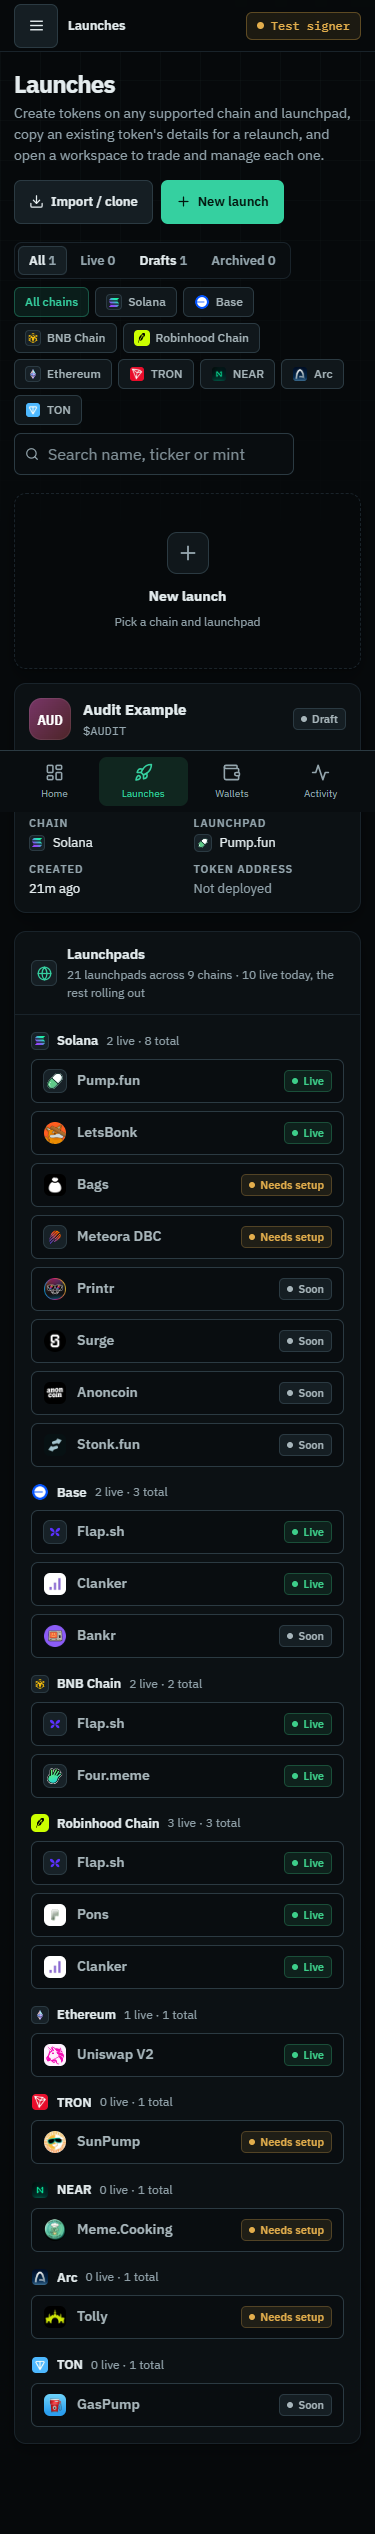 Launches
Test signer
Launches
Create tokens on any supported chain and launchpad,
copy an existing token's details for a relaunch, and
open a workspace to trade and manage each one.
Import / clone
New launch
All 1
Live 0
Drafts 1
Archived 0
All chains
Solana
Base
BNB Chain
Robinhood Chain
Ethereum
TRON
NEAR
Arc
TON
Search name, ticker or mint
New launch
Pick a chain and launchpad
AUD
Audit Example
$AUDIT
Draft
Home
Launches
Wallets
Activity
CHAIN
LAUNCHPAD
Solana
Pump.fun
CREATED
TOKEN ADDRESS
21m ago
Not deployed
Launchpads
21 launchpads across 9 chains · 10 live today, the
rest rolling out
Solana 2 live · 8 total
Pump.fun
Live
LetsBonk
Live
Bags
Needs setup
Meteora DBC
Needs setup
Printr
Soon
Surge
Soon
anon
coin
Anoncoin
Soon
Stonk.fun
Soon
Base 2 live · 3 total
Flap.sh
Live
Clanker
Live
Bankr
Soon
BNB Chain 2 live · 2 total
Flap.sh
Live
Four.meme
Live
Robinhood Chain 3 live · 3 total
Flap.sh
Live
Pons
Live
Clanker
Live
Ethereum 1 live · 1 total
Uniswap V2
Live
TRON 0 live · 1 total
SunPump
Needs setup
NEAR 0 live · 1 total
Meme.Cooking
Needs setup
Arc 0 live · 1 total
Tolly
Needs setup
TON 0 live · 1 total
GasPump
Soon